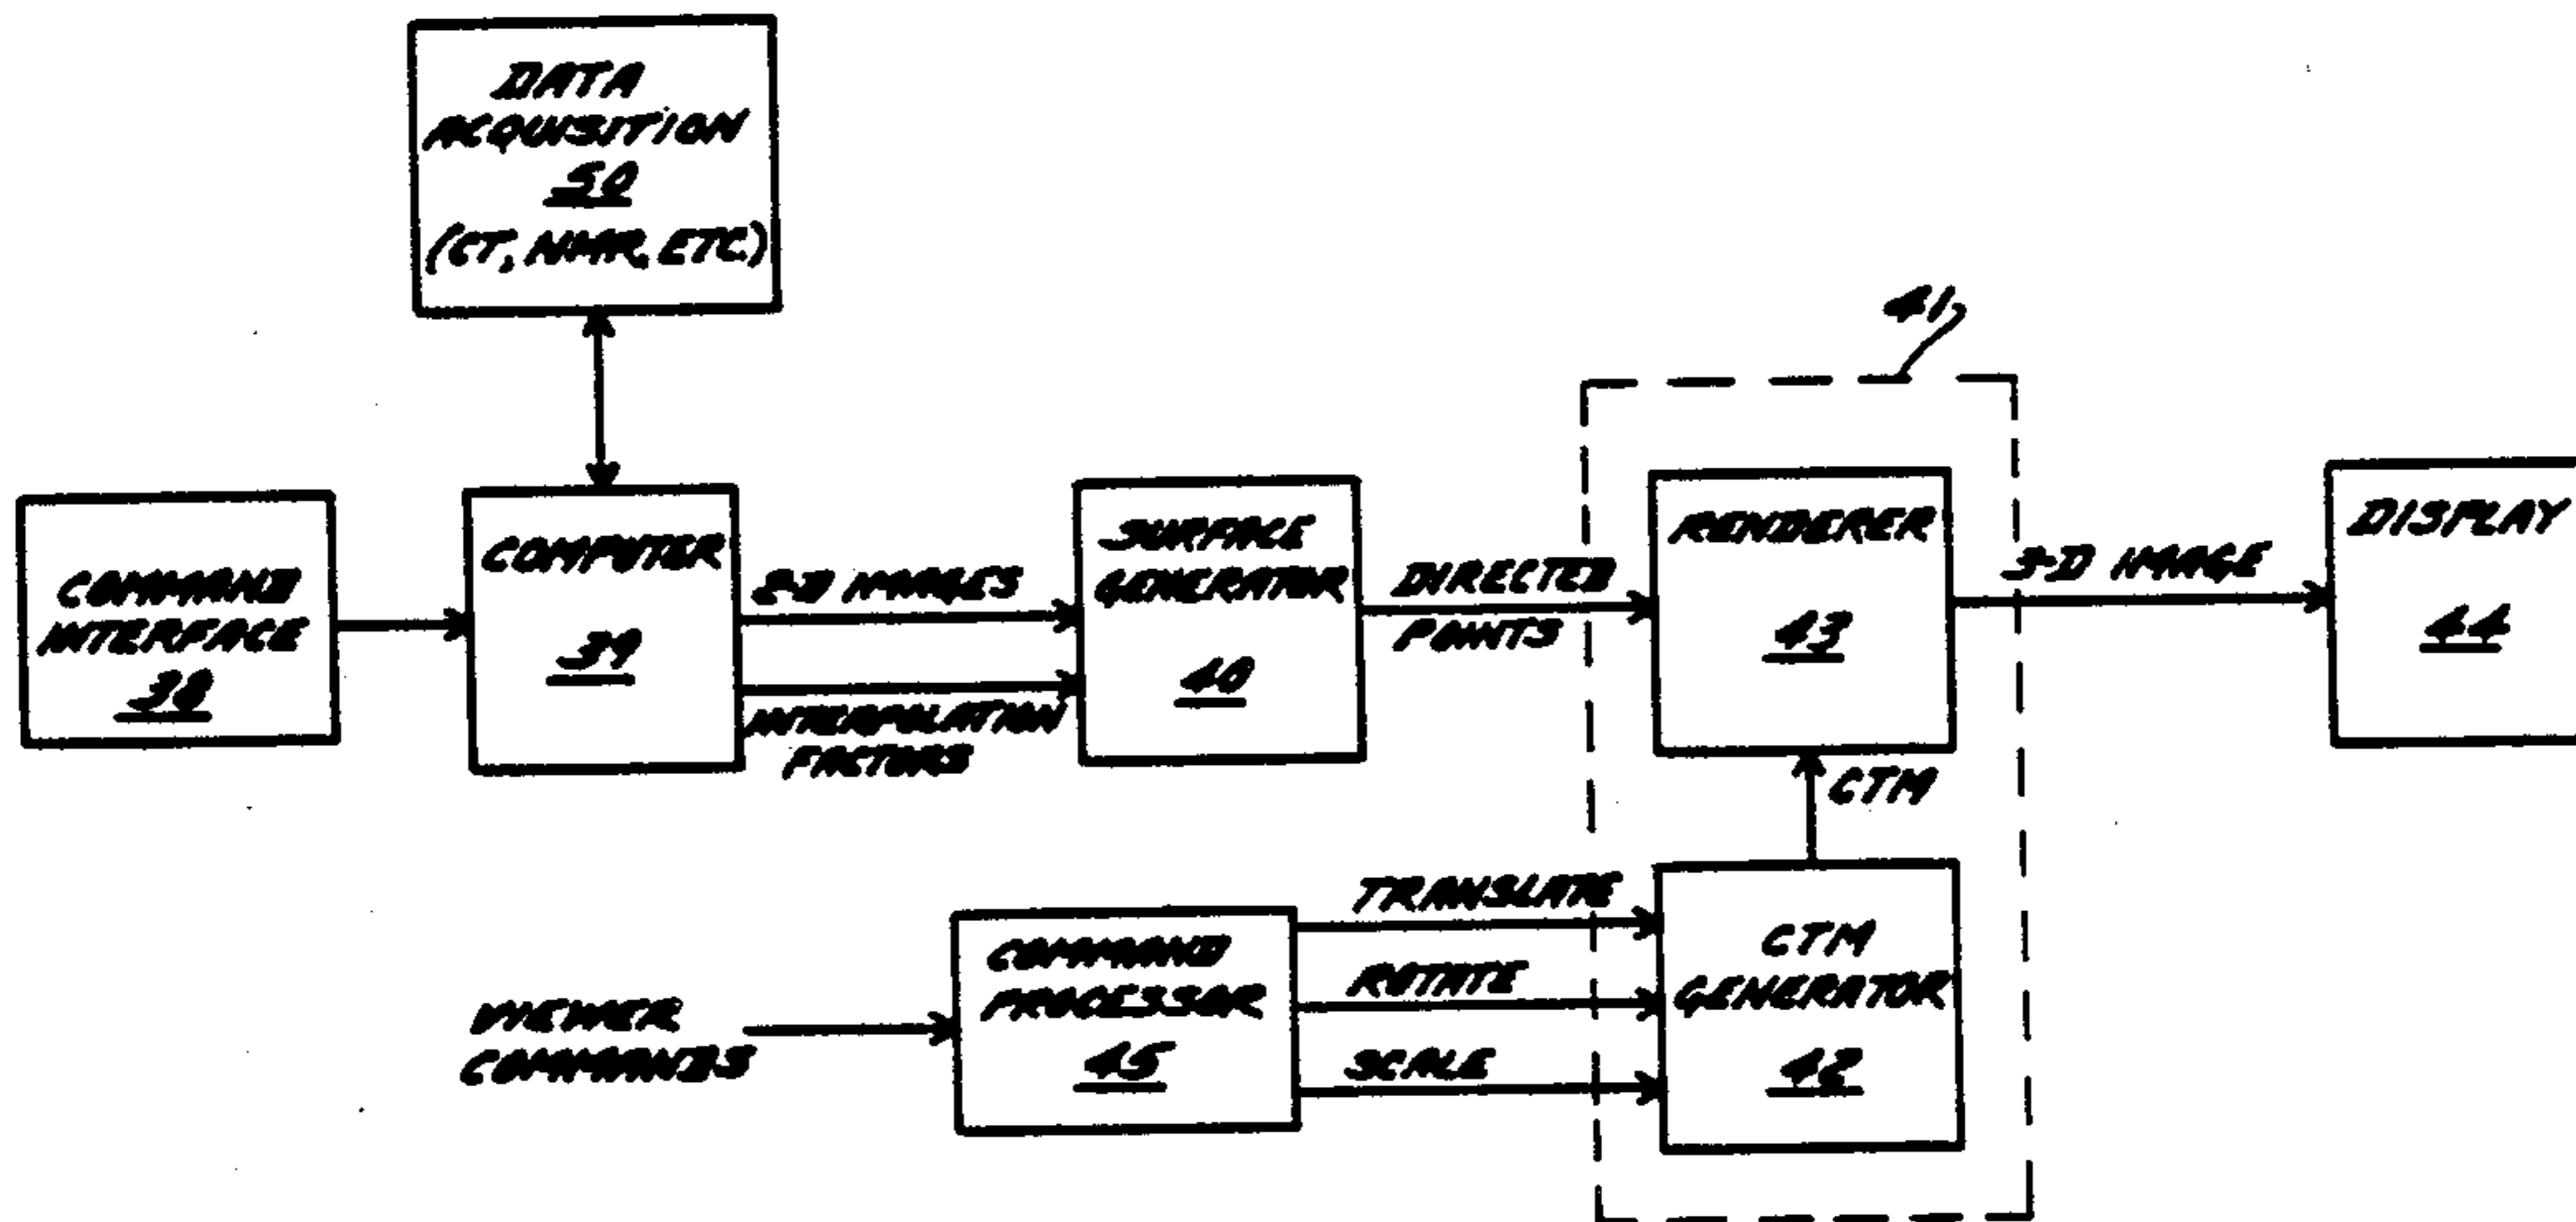 DATA
ACQUISITION
50
(CT, NMR, ETC.)
41
COMMAND
INTERFACE
38
COMPUTER
39
2-D IMAGES
INTERPOLATION
FACTORS
SURFACE
GENERATOR
40
DIRECTED
POINTS
RENDERER
43
3-D IMAGE
DISPLAY
44
CTM
VIEWER
COMMANDS
COMMAND
PROCESSOR
45
TRANSLATE
ROTATE
SCALE
CTM
GENERATOR
42